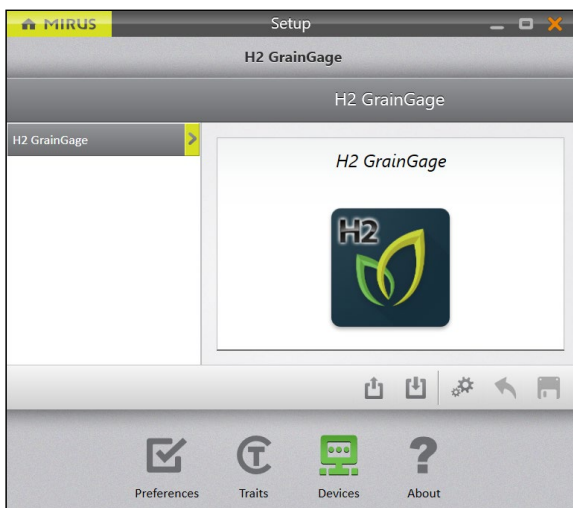 MIRUS Setup
H2 GrainGage
H2 GrainGage
H2 GrainGage
H2 GrainGage
H2
Preferences Traits Devices About